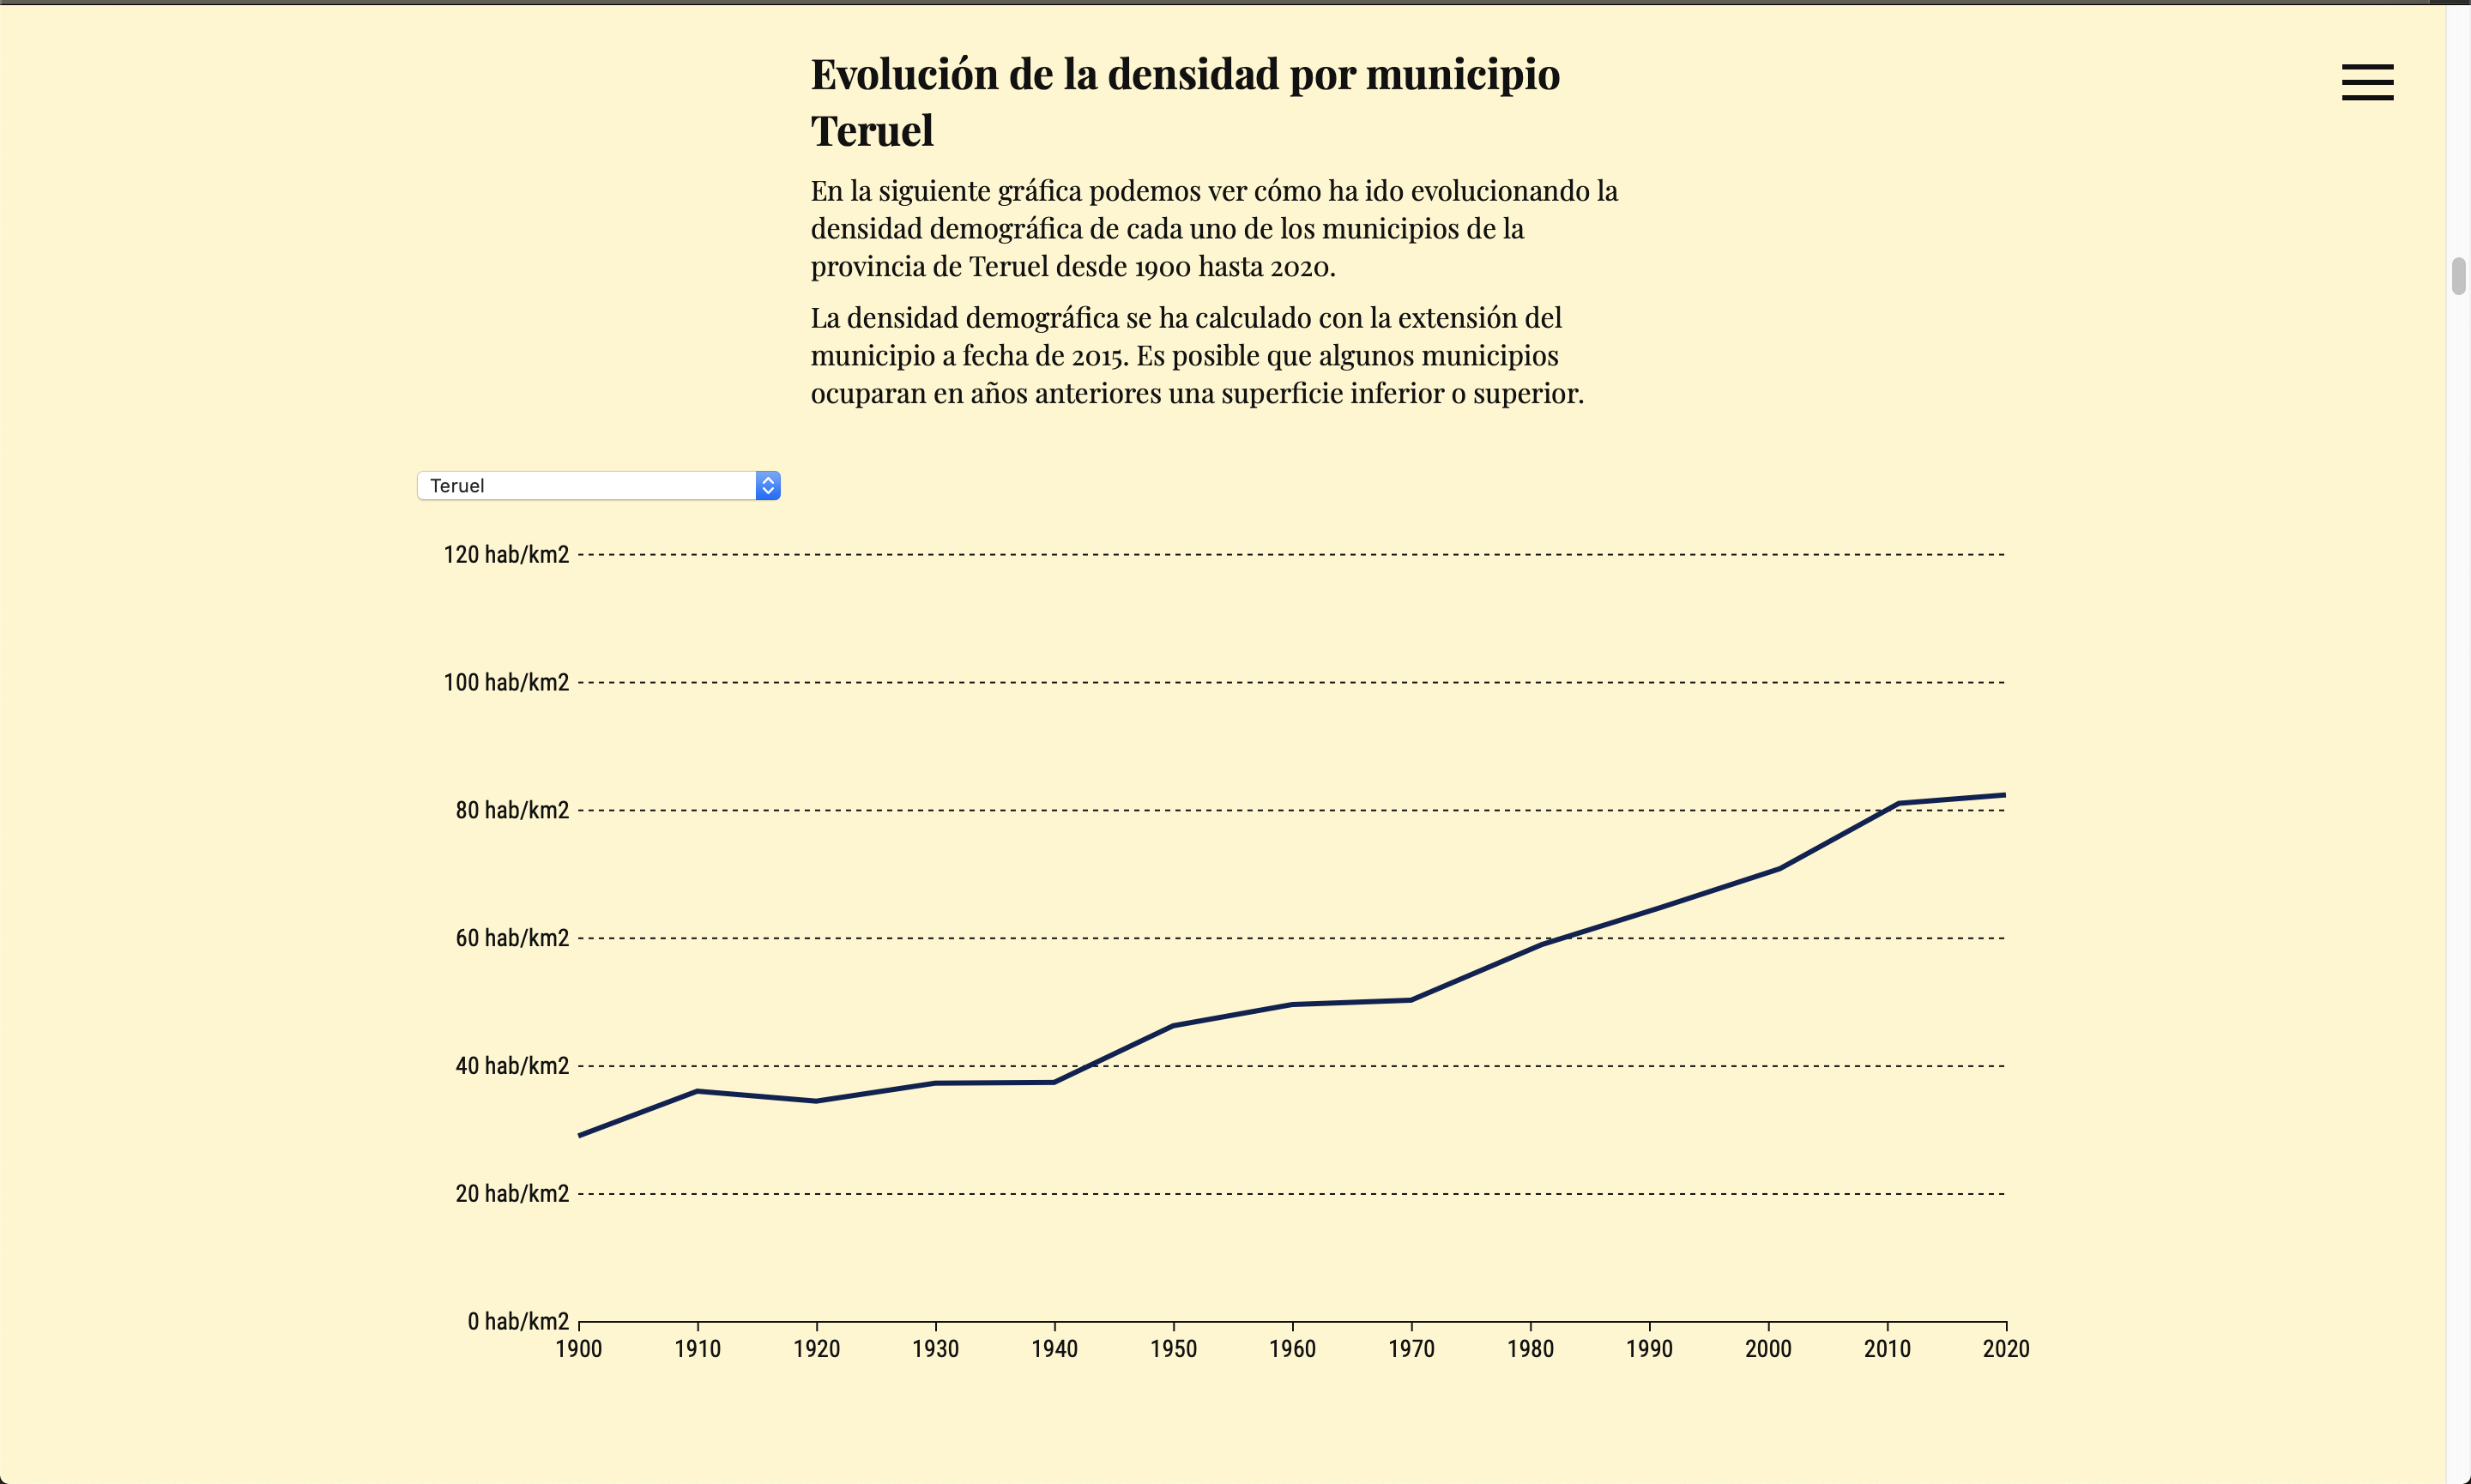 Evolución de la densidad por municipio
Teruel
En la siguiente gráfica podemos ver cómo ha ido evolucionando la
densidad demográfica de cada uno de los municipios de la
provincia de Teruel desde 1900 hasta 2020.
La densidad demográfica se ha calculado con la extensión del
municipio a fecha de 2015. Es posible que algunos municipios
ocuparan en años anteriores una superficie inferior o superior.
Teruel
120 hab/km2
100 hab/km2
80 hab/km2
60 hab/km2
40 hab/km2
20 hab/km2
0 hab/km2
1900 1910 1920 1930 1940 1950 1960 1970 1980 1990 2000 2010 2020